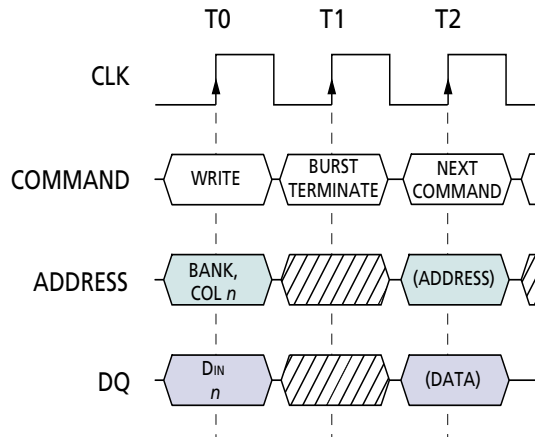 T0 T1 T2
CLK
COMMAND WRITE BURST TERMINATE NEXT COMMAND
ADDRESS BANK, COL n (ADDRESS)
DQ DIN n (DATA)